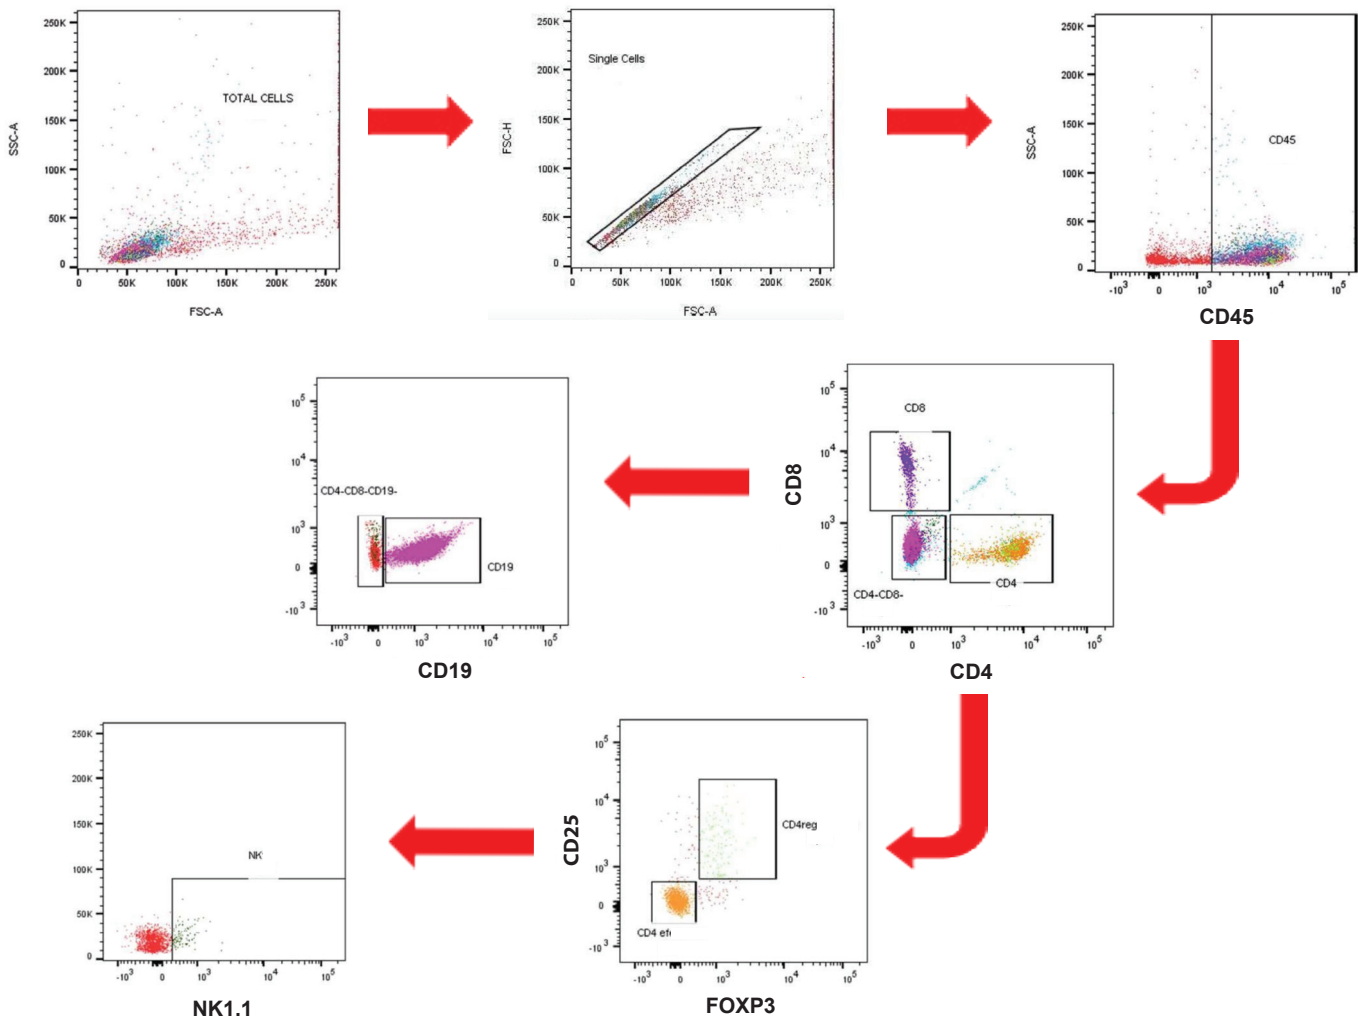 250K
200K
150K
100K
50K
0
SSC-A
TOTAL CELLS
0 50K 100K 150K 200K 250K
FSC-A
250K
200K
150K
100K
50K
0
FSC-H
Single Cells
0 50K 100K 150K 200K 250K
FSC-A
250K
200K
150K
100K
50K
0
SSC-A
CD45
-10³ 0 10³ 10⁴ 10⁵
CD45
10⁵
10⁴
10³
0
-10³
CD4-CD8-CD19-
CD19
-10³ 0 10³ 10⁴ 10⁵
CD19
10⁵
10⁴
10³
0
-10³
CD8
CD8
CD4
CD4-CD8-
-10³ 0 10³ 10⁴ 10⁵
CD4
250K
200K
150K
100K
50K
0
NK
-10³ 0 10³ 10⁴ 10⁵
NK1.1
10⁵
10⁴
10³
0
-10³
CD25
CD4reg
CD4 efi
-10³ 0 10³ 10⁴ 10⁵
FOXP3